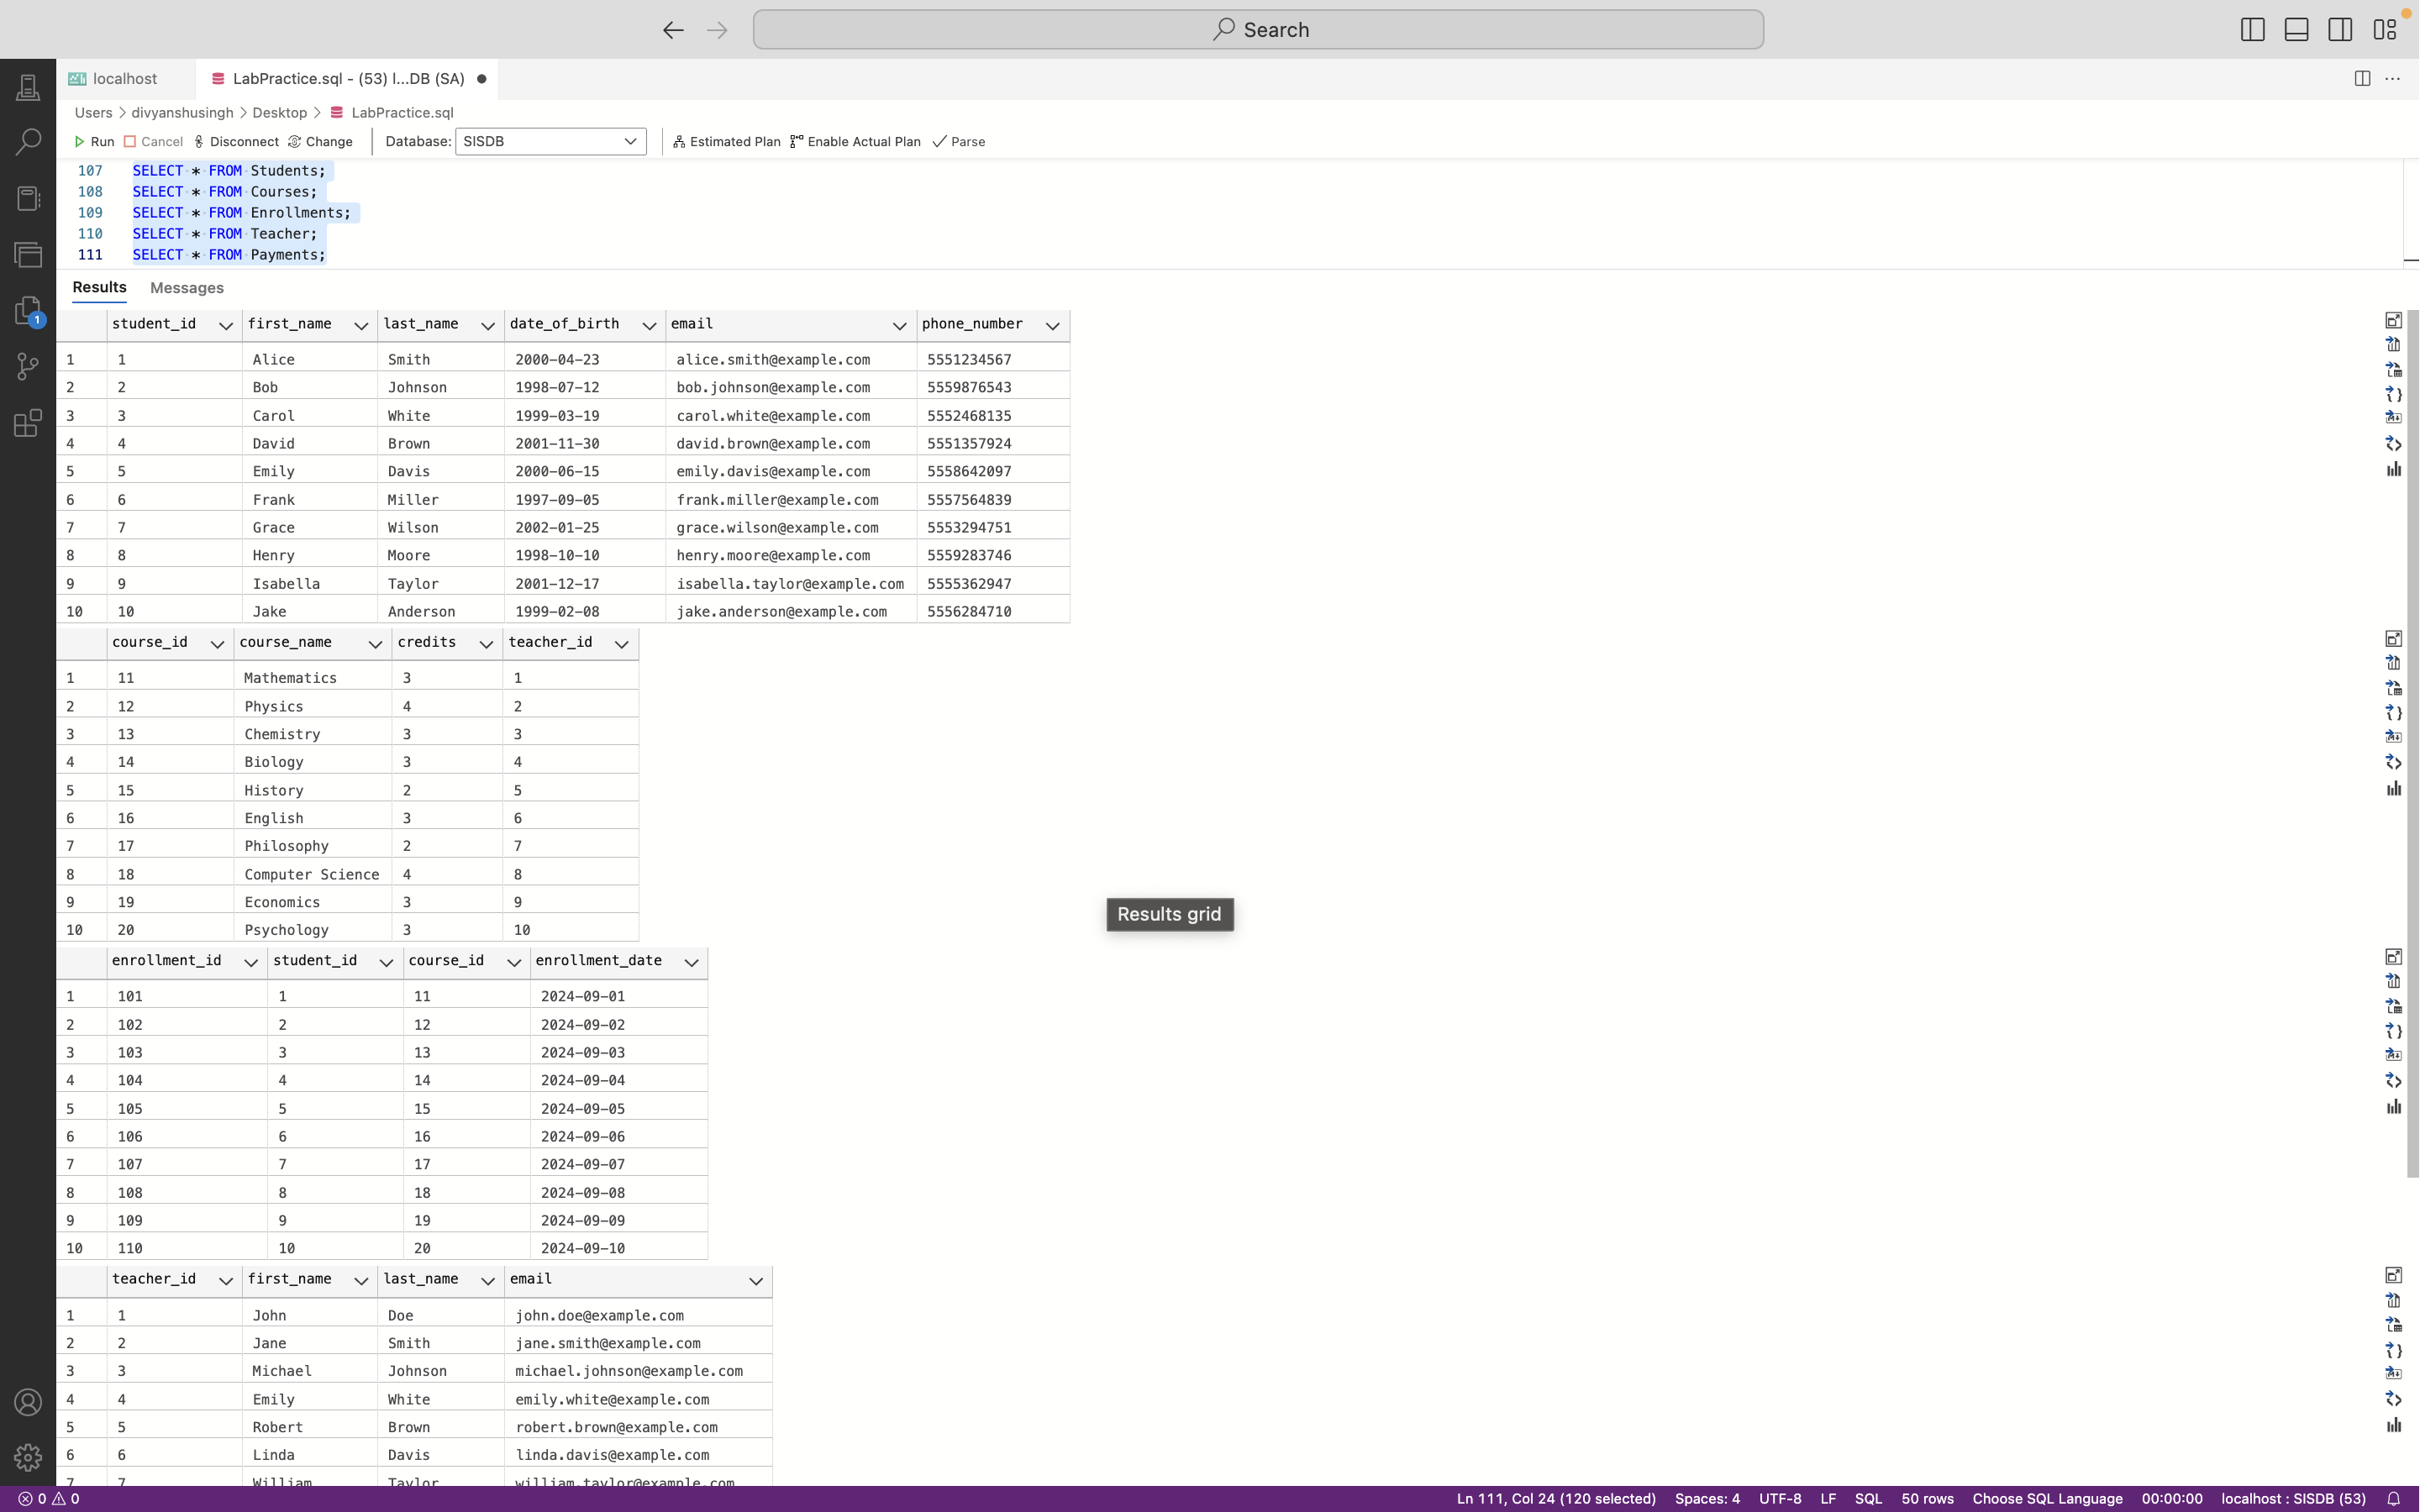 Search
localhost
LabPractice.sql - (53) l...DB (SA)
Users > divyanshusingh > Desktop > LabPractice.sql
Run Cancel Disconnect Change Database: SISDB Estimated Plan Enable Actual Plan Parse
107 SELECT * FROM Students;
108 SELECT * FROM Courses;
109 SELECT * FROM Enrollments;
110 SELECT * FROM Teacher;
111 SELECT * FROM Payments;
Results Messages
student_id first_name last_name date_of_birth email phone_number
1 1 Alice Smith 2000-04-23 alice.smith@example.com 5551234567
2 2 Bob Johnson 1998-07-12 bob.johnson@example.com 5559876543
3 3 Carol White 1999-03-19 carol.white@example.com 5552468135
4 4 David Brown 2001-11-30 david.brown@example.com 5551357924
5 5 Emily Davis 2000-06-15 emily.davis@example.com 5558642097
6 6 Frank Miller 1997-09-05 frank.miller@example.com 5557564839
7 7 Grace Wilson 2002-01-25 grace.wilson@example.com 5553294751
8 8 Henry Moore 1998-10-10 henry.moore@example.com 5559283746
9 9 Isabella Taylor 2001-12-17 isabella.taylor@example.com 5555362947
10 10 Jake Anderson 1999-02-08 jake.anderson@example.com 5556284710
course_id course_name credits teacher_id
1 11 Mathematics 3 1
2 12 Physics 4 2
3 13 Chemistry 3 3
4 14 Biology 3 4
5 15 History 2 5
6 16 English 3 6
7 17 Philosophy 2 7
8 18 Computer Science 4 8
9 19 Economics 3 9
10 20 Psychology 3 10
Results grid
enrollment_id student_id course_id enrollment_date
1 101 1 11 2024-09-01
2 102 2 12 2024-09-02
3 103 3 13 2024-09-03
4 104 4 14 2024-09-04
5 105 5 15 2024-09-05
6 106 6 16 2024-09-06
7 107 7 17 2024-09-07
8 108 8 18 2024-09-08
9 109 9 19 2024-09-09
10 110 10 20 2024-09-10
teacher_id first_name last_name email
1 1 John Doe john.doe@example.com
2 2 Jane Smith jane.smith@example.com
3 3 Michael Johnson michael.johnson@example.com
4 4 Emily White emily.white@example.com
5 5 Robert Brown robert.brown@example.com
6 6 Linda Davis linda.davis@example.com
7 7 William Taylor william.taylor@example.com
1
0 0 Ln 111, Col 24 (120 selected) Spaces: 4 UTF-8 LF SQL 50 rows Choose SQL Language 00:00:00 localhost : SISDB (53)